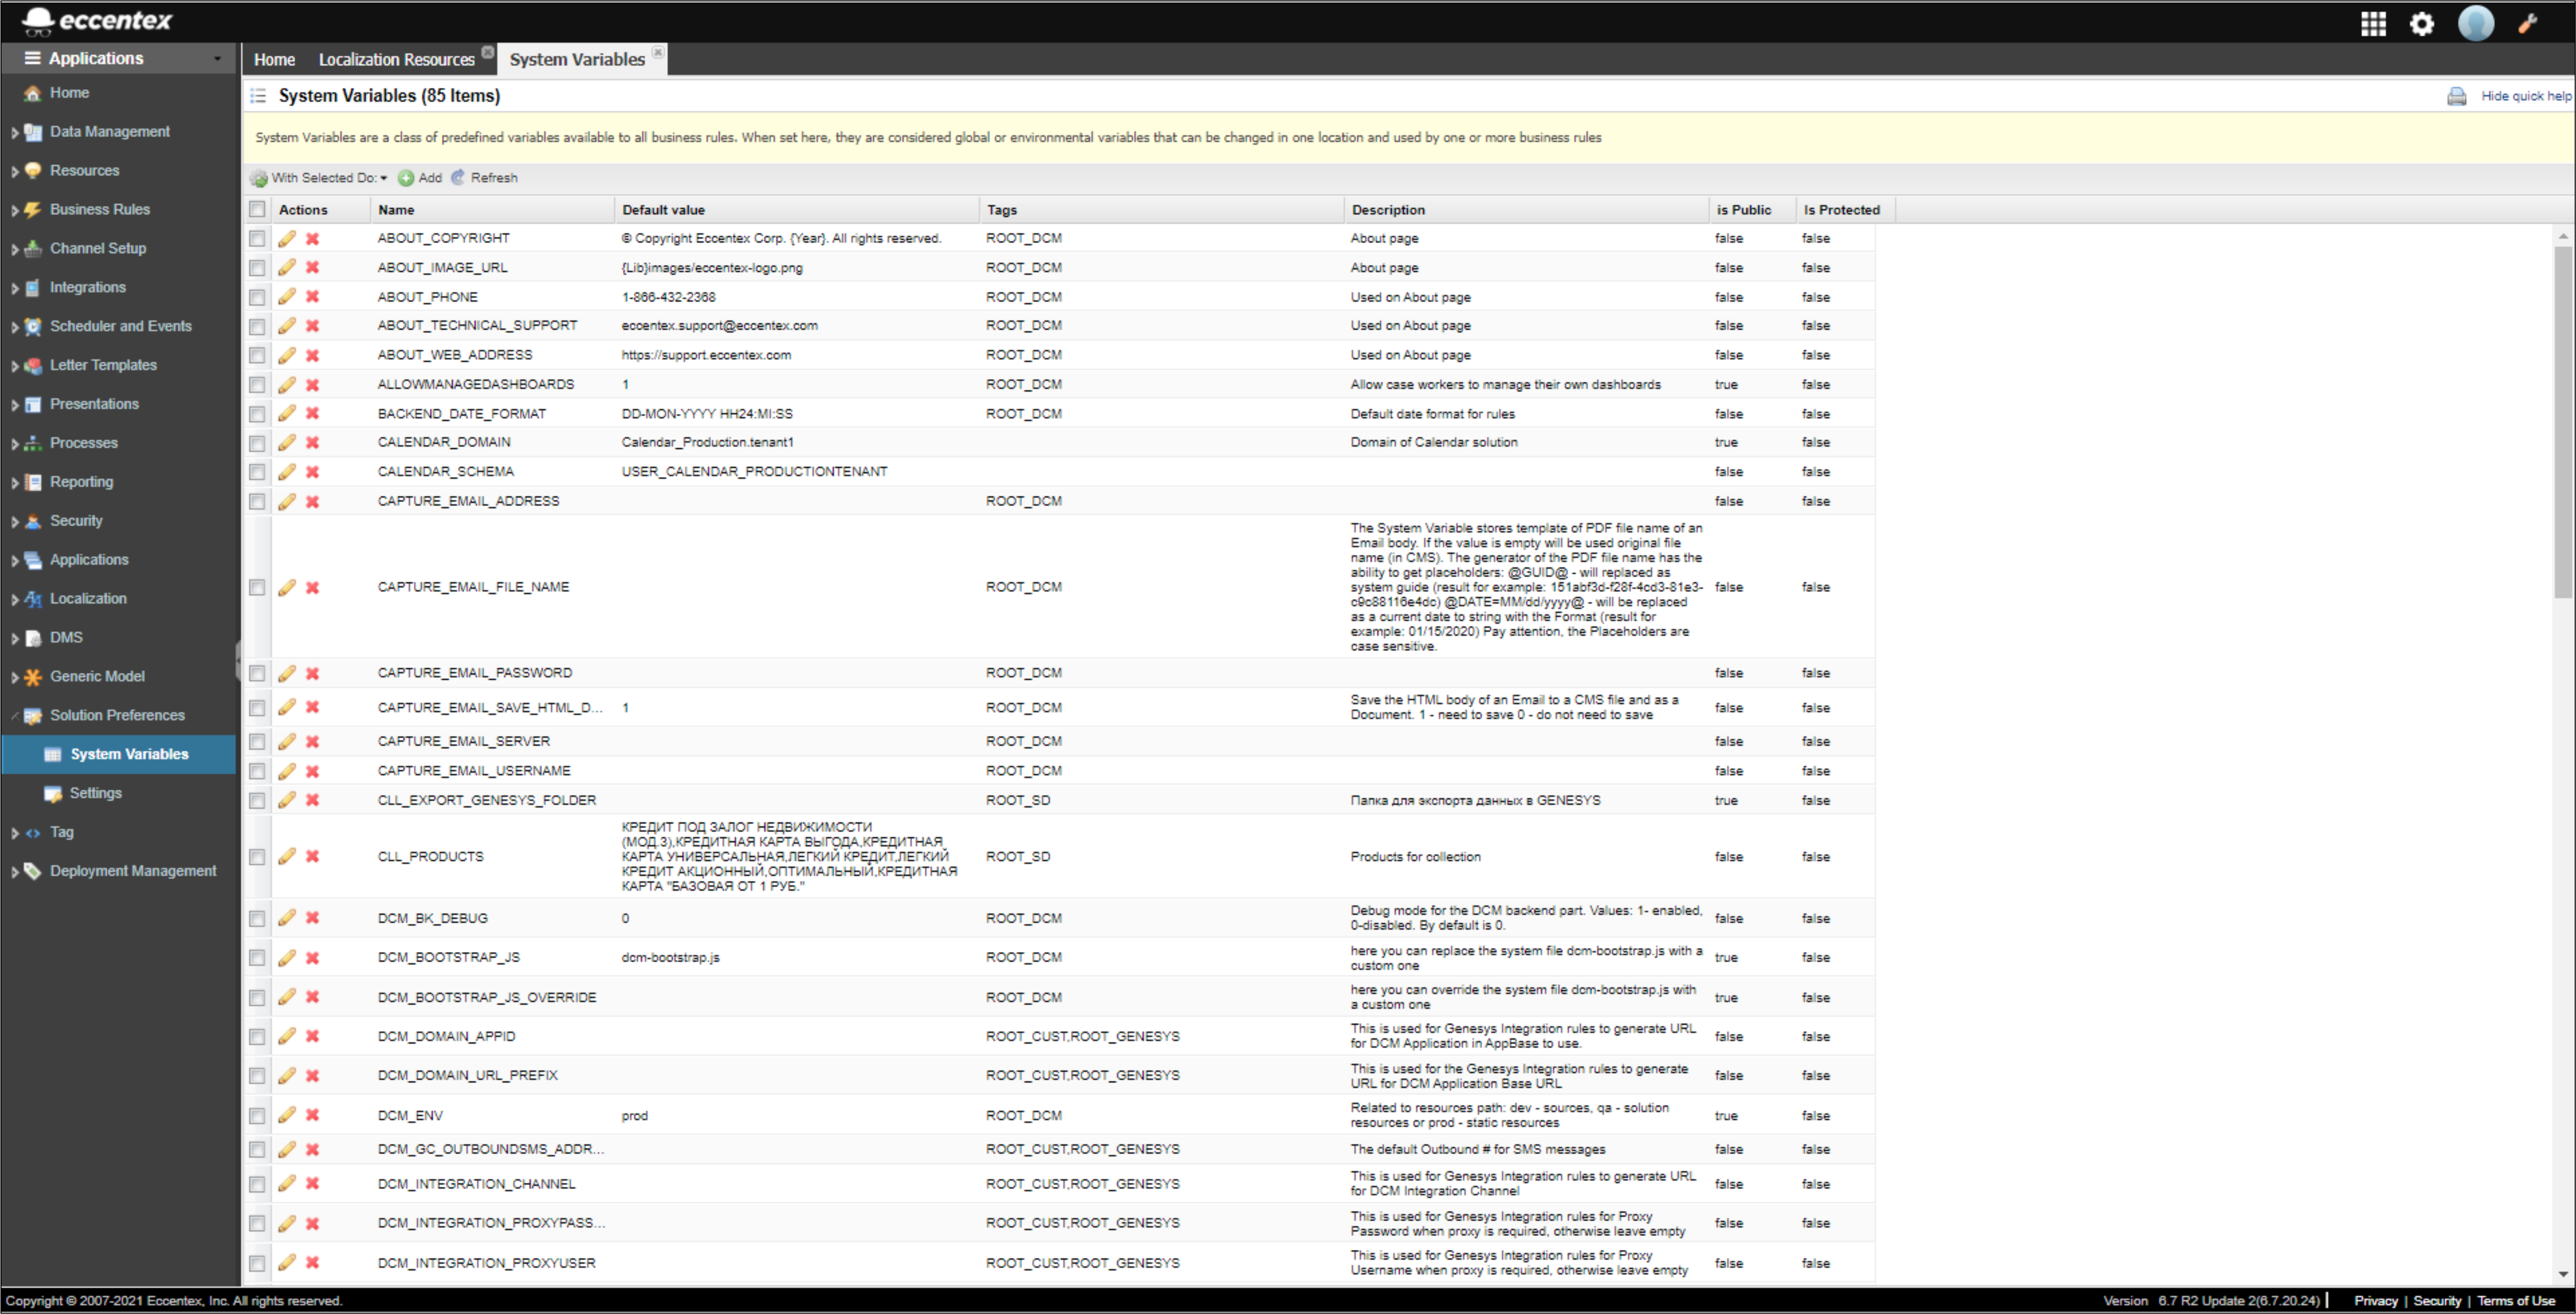 eccentex
Applications
Home Localization Resources System Variables
Home
Data Management
Resources
Business Rules
Channel Setup
Integrations
Scheduler and Events
Letter Templates
Presentations
Processes
Reporting
Security
Applications
Localization
DMS
Generic Model
Solution Preferences
System Variables
Settings
Tag
Deployment Management
System Variables (85 Items)
Hide quick help
System Variables are a class of predefined variables available to all business rules. When set here, they are considered global or environmental variables that can be changed in one location and used by one or more business rules
With Selected Do: Add Refresh
Actions Name Default value Tags Description is Public Is Protected
ABOUT_COPYRIGHT © Copyright Eccentex Corp. {Year}. All rights reserved. ROOT_DCM About page false false
ABOUT_IMAGE_URL {Lib}images/eccentex-logo.png ROOT_DCM About page false false
ABOUT_PHONE 1-866-432-2368 ROOT_DCM Used on About page false false
ABOUT_TECHNICAL_SUPPORT eccentex.support@eccentex.com ROOT_DCM Used on About page false false
ABOUT_WEB_ADDRESS https://support.eccentex.com ROOT_DCM Used on About page false false
ALLOWMANAGEDASHBOARDS 1 ROOT_DCM Allow case workers to manage their own dashboards true false
BACKEND_DATE_FORMAT DD-MON-YYYY HH24:MI:SS ROOT_DCM Default date format for rules false false
CALENDAR_DOMAIN Calendar_Production.tenant1 Domain of Calendar solution true false
CALENDAR_SCHEMA USER_CALENDAR_PRODUCTIONTENANT false false
CAPTURE_EMAIL_ADDRESS ROOT_DCM false false
CAPTURE_EMAIL_FILE_NAME ROOT_DCM
The System Variable stores template of PDF file name of an
Email body. If the value is empty will be used original file
name (in CMS). The generator of the PDF file name has the
ability to get placeholders: @GUID@ - will replaced as
system guide (result for example: 151abf3d-f28f-4cd3-81e3-
c9c88116e4dc) @DATE=MM/dd/yyyy@ - will be replaced
as a current date to string with the Format (result for
example: 01/15/2020) Pay attention, the Placeholders are
case sensitive.
false false
CAPTURE_EMAIL_PASSWORD ROOT_DCM false false
CAPTURE_EMAIL_SAVE_HTML_D... 1 ROOT_DCM
Save the HTML body of an Email to a CMS file and as a
Document. 1 - need to save 0 - do not need to save
false false
CAPTURE_EMAIL_SERVER ROOT_DCM false false
CAPTURE_EMAIL_USERNAME ROOT_DCM false false
CLL_EXPORT_GENESYS_FOLDER ROOT_SD Папка для экспорта данных в GENESYS true false
CLL_PRODUCTS
КРЕДИТ ПОД ЗАЛОГ НЕДВИЖИМОСТИ
(МОД.3),КРЕДИТНАЯ КАРТА ВЫГОДА,КРЕДИТНАЯ
КАРТА УНИВЕРСАЛЬНАЯ,ЛЕГКИЙ КРЕДИТ,ЛЕГКИЙ
КРЕДИТ АКЦИОННЫЙ,ОПТИМАЛЬНЫЙ,КРЕДИТНАЯ
КАРТА "БАЗОВАЯ ОТ 1 РУБ."
ROOT_SD Products for collection false false
DCM_BK_DEBUG 0 ROOT_DCM
Debug mode for the DCM backend part. Values: 1- enabled,
0-disabled. By default is 0.
false false
DCM_BOOTSTRAP_JS dcm-bootstrap.js ROOT_DCM
here you can replace the system file dcm-bootstrap.js with a
custom one
true false
DCM_BOOTSTRAP_JS_OVERRIDE ROOT_DCM
here you can override the system file dcm-bootstrap.js with
a custom one
true false
DCM_DOMAIN_APPID ROOT_CUST,ROOT_GENESYS
This is used for Genesys Integration rules to generate URL
for DCM Application in AppBase to use.
false false
DCM_DOMAIN_URL_PREFIX ROOT_CUST,ROOT_GENESYS
This is used for the Genesys Integration rules to generate
URL for DCM Application Base URL
false false
DCM_ENV prod ROOT_DCM
Related to resources path: dev - sources, qa - solution
resources or prod - static resources
true false
DCM_GC_OUTBOUNDSMS_ADDR... ROOT_CUST,ROOT_GENESYS The default Outbound # for SMS messages false false
DCM_INTEGRATION_CHANNEL ROOT_CUST,ROOT_GENESYS
This is used for Genesys Integration rules to generate URL
for DCM Integration Channel
false false
DCM_INTEGRATION_PROXYPASS... ROOT_CUST,ROOT_GENESYS
This is used for Genesys Integration rules for Proxy
Password when proxy is required, otherwise leave empty
false false
DCM_INTEGRATION_PROXYUSER ROOT_CUST,ROOT_GENESYS
This is used for Genesys Integration rules for Proxy
Username when proxy is required, otherwise leave empty
false false
Copyright © 2007-2021 Eccentex, Inc. All rights reserved.
Version 6.7 R2 Update 2(6.7.20.24) | Privacy | Security | Terms of Use